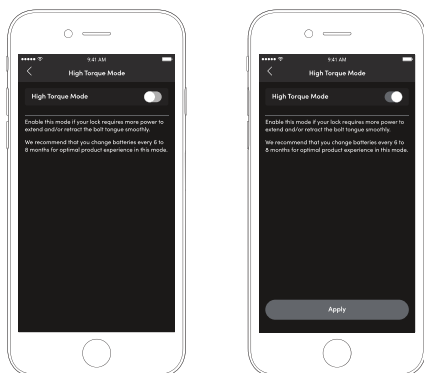 9:41 AM
High Torque Mode
High Torque Mode
Enable this mode if your lock requires more power to
extend and/or retract the bolt tongue smoothly.
We recommend that you change batteries every 6 to
8 months for optimal product experience in this mode.
9:41 AM
High Torque Mode
High Torque Mode
Enable this mode if your lock requires more power to
extend and/or retract the bolt tongue smoothly.
We recommend that you change batteries every 6 to
8 months for optimal product experience in this mode.
Apply